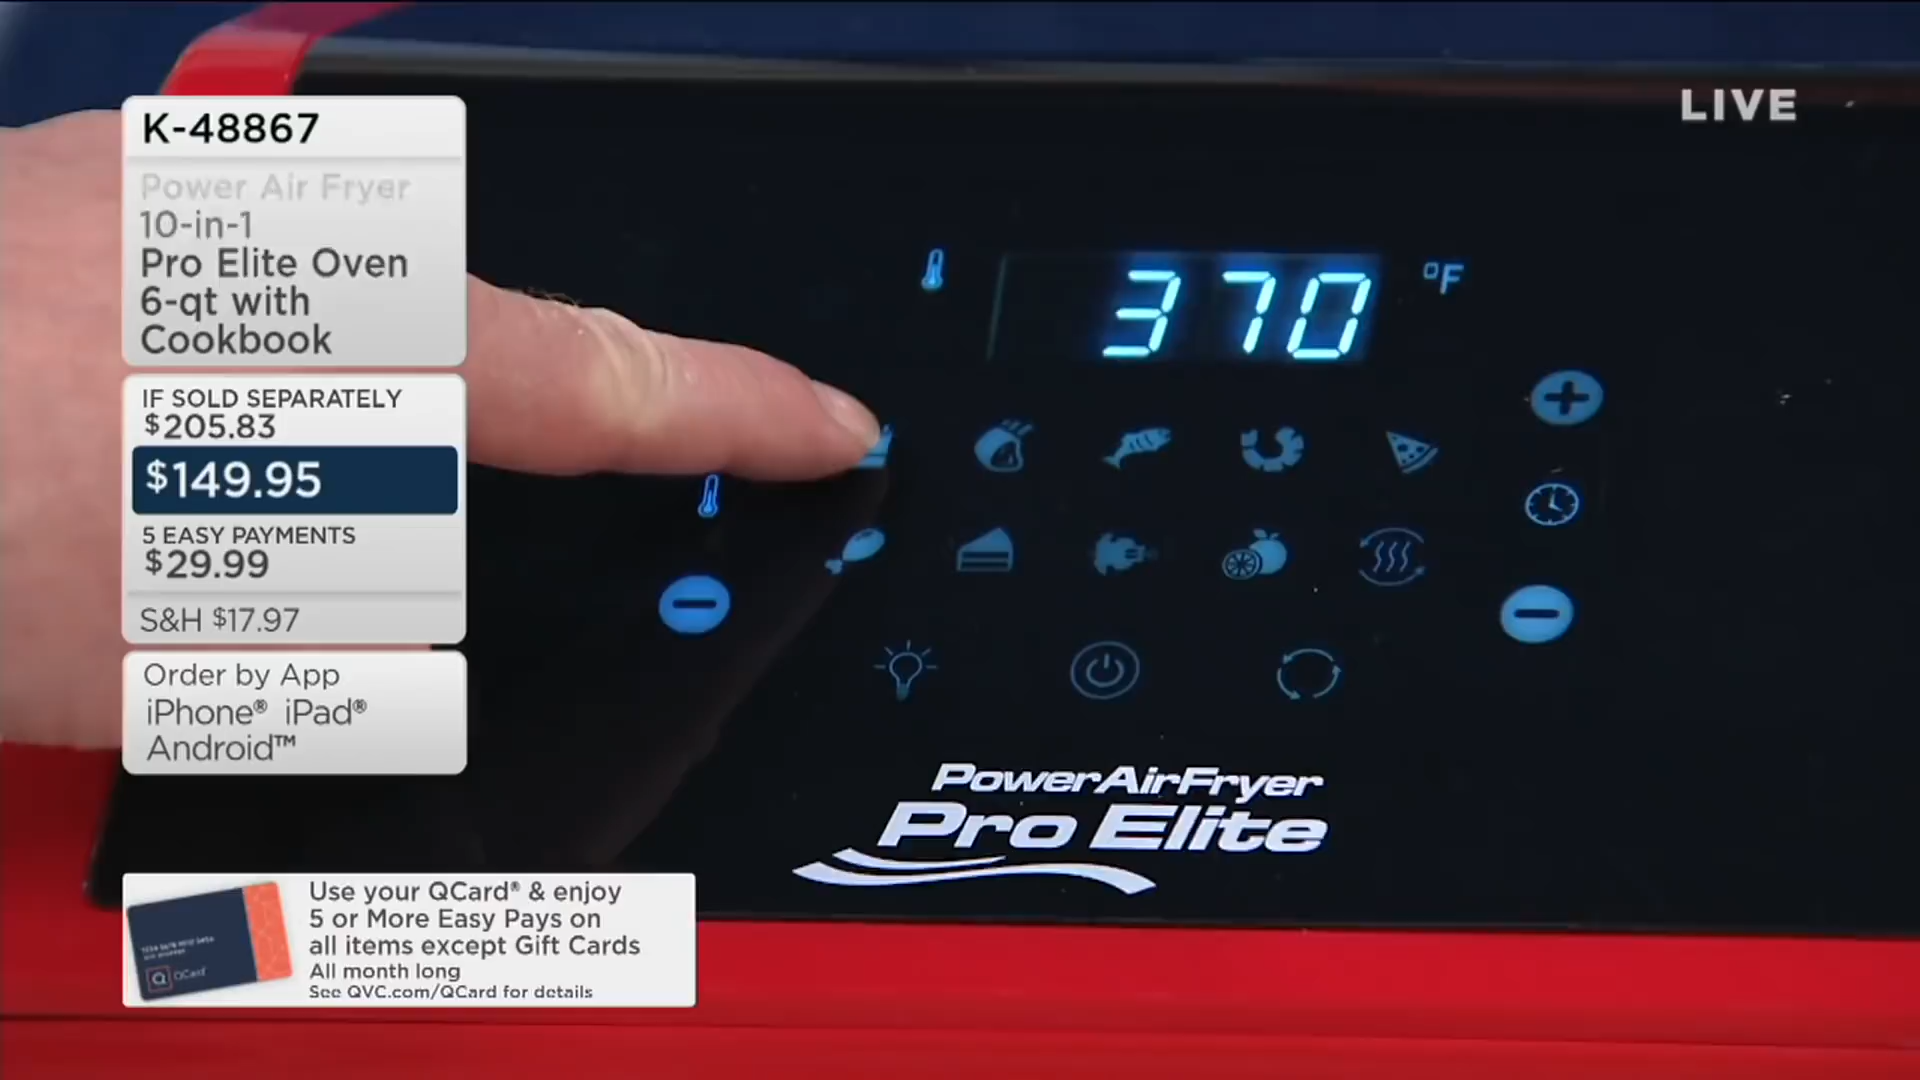 K-48867
Power Air Fryer
10-in-1
Pro Elite Oven
6-qt with
Cookbook
IF SOLD SEPARATELY
$205.83
$149.95
5 EASY PAYMENTS
$29.99
S&H $17.97
Order by App
iPhone® iPad®
Android™
LIVE
370 °F
PowerAirFryer
Pro Elite
Use your QCard® & enjoy
5 or More Easy Pays on
all items except Gift Cards
All month long
See QVC.com/QCard for details
Q QCard